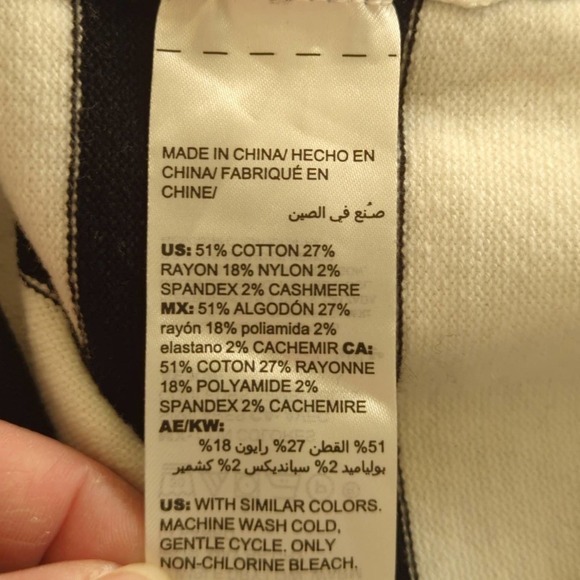 MADE IN CHINA/ HECHO EN
CHINA/ FABRIQUÉ EN
CHINE/
صُنع في الصين
US: 51% COTTON 27%
RAYON 18% NYLON 2%
SPANDEX 2% CASHMERE
MX: 51% ALGODÓN 27%
rayón 18% poliamida 2%
elastano 2% CACHEMIR CA:
51% COTON 27% RAYONNE
18% POLYAMIDE 2%
SPANDEX 2% CACHEMIRE
AE/KW:
51% القطن 27% رايون 18%
بولياميد 2% سبانديكس 2% كشمير
US: WITH SIMILAR COLORS.
MACHINE WASH COLD,
GENTLE CYCLE. ONLY
NON-CHLORINE BLEACH.